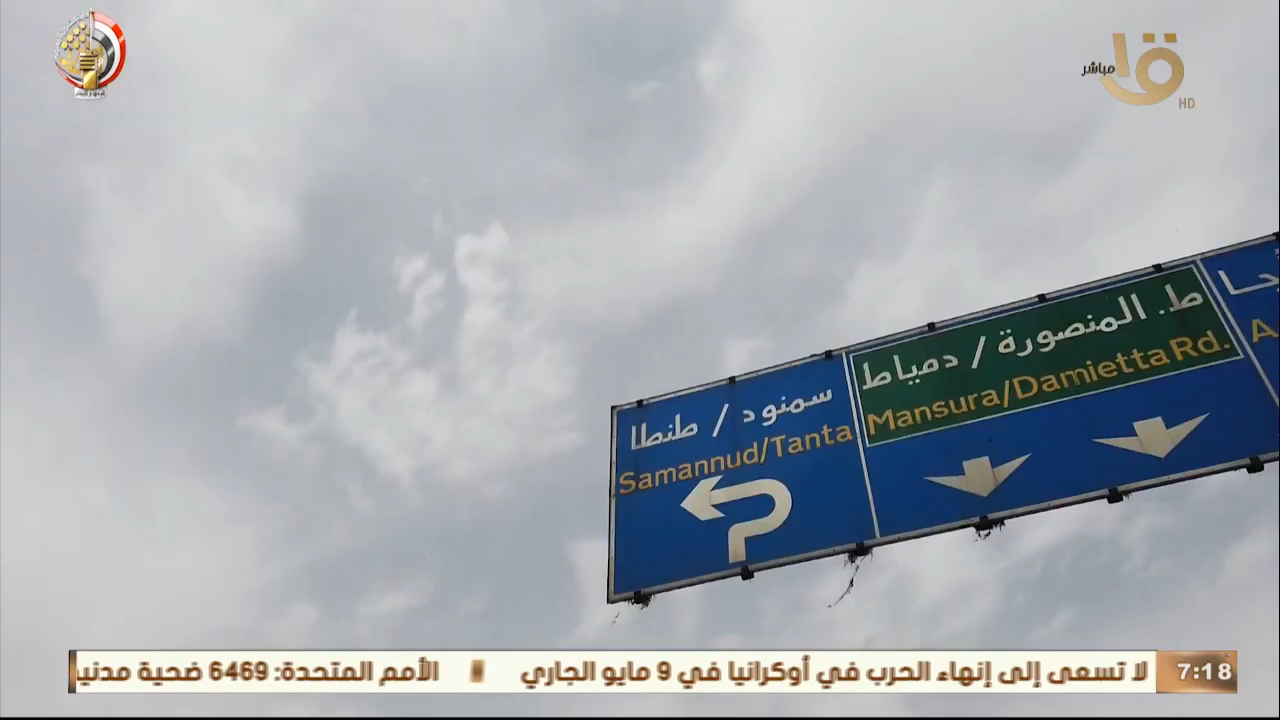 مباشر
HD
سمنود / طنطا
Samannud/Tanta
ط. المنصورة / دمياط
Mansura/Damietta Rd.
A
لا تسعى إلى إنهاء الحرب في أوكرانيا في 9 مايو الجاري
الأمم المتحدة: 6469 ضحية مدنيـ
7:18